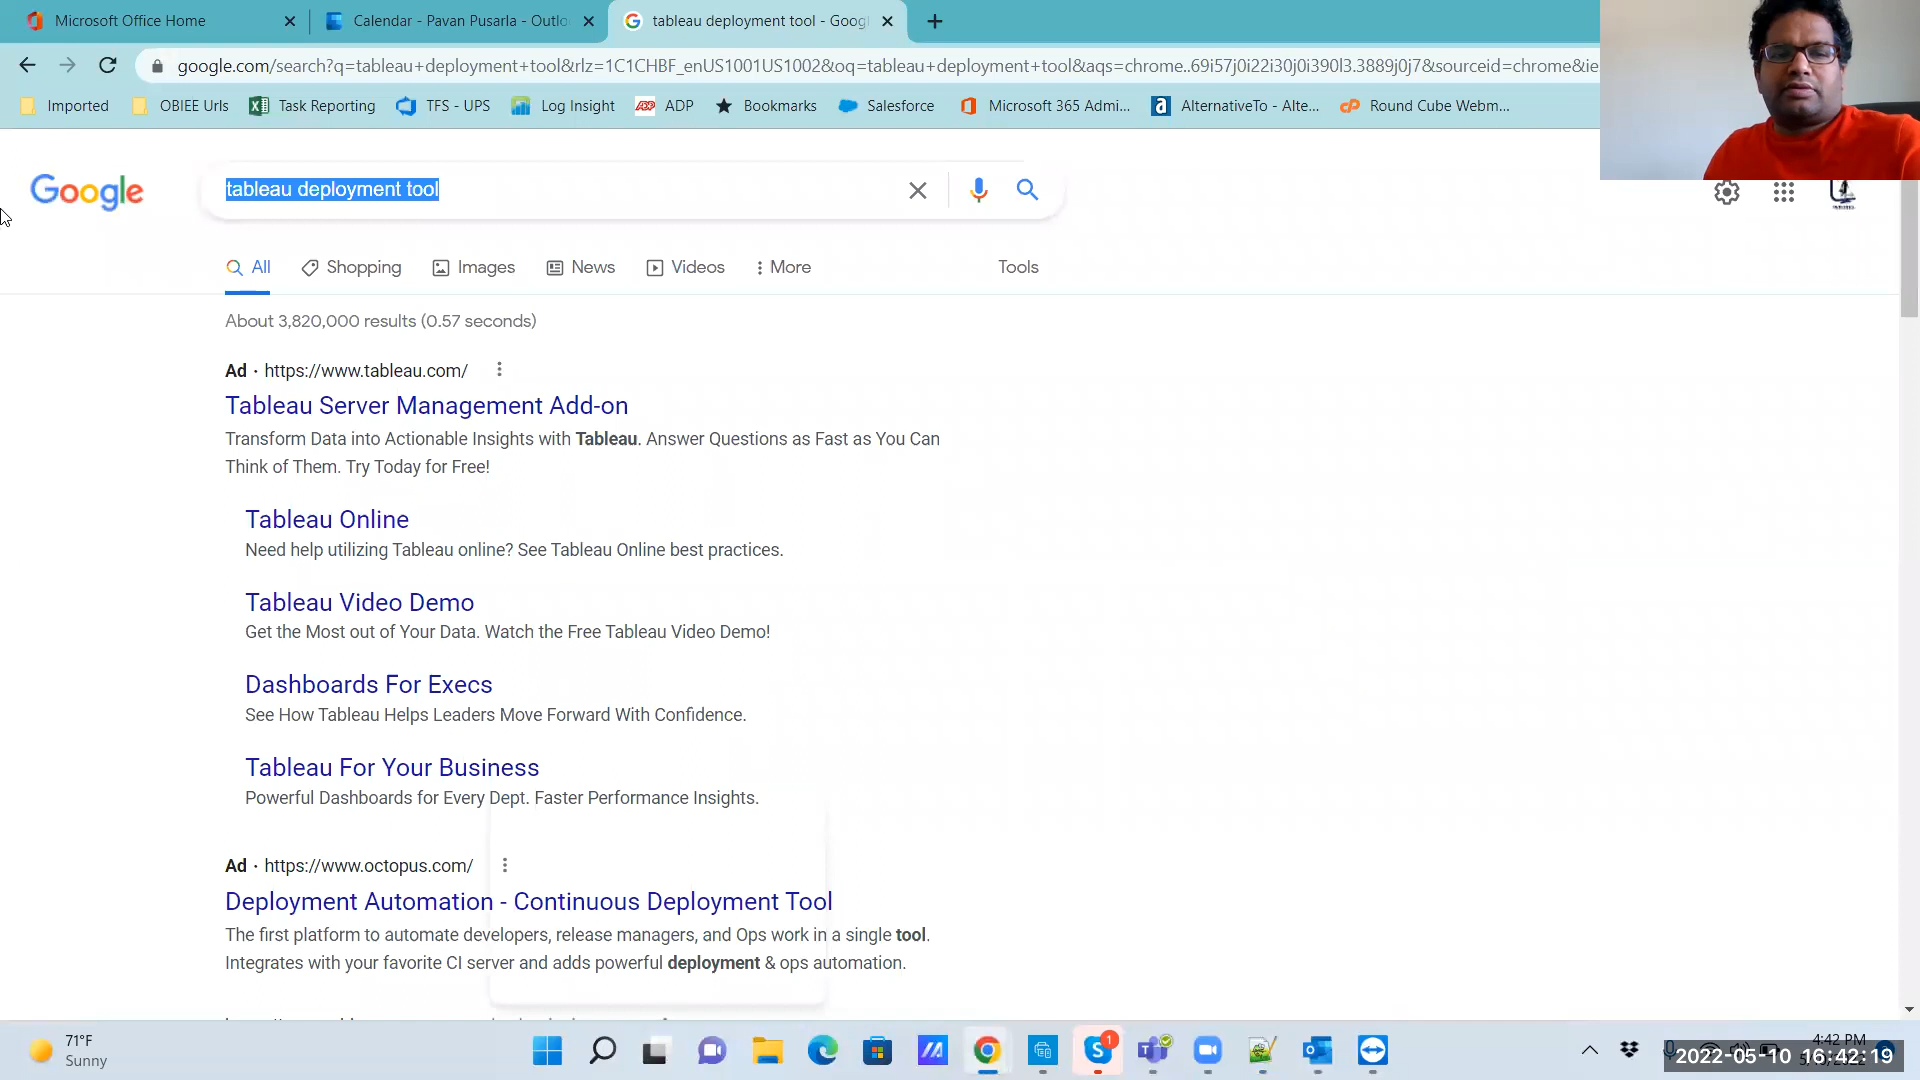 Microsoft Office Home
Calendar - Pavan Pusarla - Outlo
tableau deployment tool - Goog
google.com/search?q=tableau+deployment+tool&rlz=1C1CHBF_enUS1001US1002&oq=tableau+deployment+tool&aqs=chrome..69i57j0i22i30j0i390l3.3889j0j7&sourceid=chrome&ie
Imported
OBIEE Urls
Task Reporting
TFS - UPS
Log Insight
ADP
Bookmarks
Salesforce
Microsoft 365 Admi...
AlternativeTo - Alte...
Round Cube Webm...
Google
tableau deployment tool
All
Shopping
Images
News
Videos
More
Tools
About 3,820,000 results (0.57 seconds)
Ad · https://www.tableau.com/
Tableau Server Management Add-on
Transform Data into Actionable Insights with Tableau. Answer Questions as Fast as You Can
Think of Them. Try Today for Free!
Tableau Online
Need help utilizing Tableau online? See Tableau Online best practices.
Tableau Video Demo
Get the Most out of Your Data. Watch the Free Tableau Video Demo!
Dashboards For Execs
See How Tableau Helps Leaders Move Forward With Confidence.
Tableau For Your Business
Powerful Dashboards for Every Dept. Faster Performance Insights.
Ad · https://www.octopus.com/
Deployment Automation - Continuous Deployment Tool
The first platform to automate developers, release managers, and Ops work in a single tool.
Integrates with your favorite CI server and adds powerful deployment & ops automation.
71°F
Sunny
1
4:42 PM
2022-05-10 16:42:19